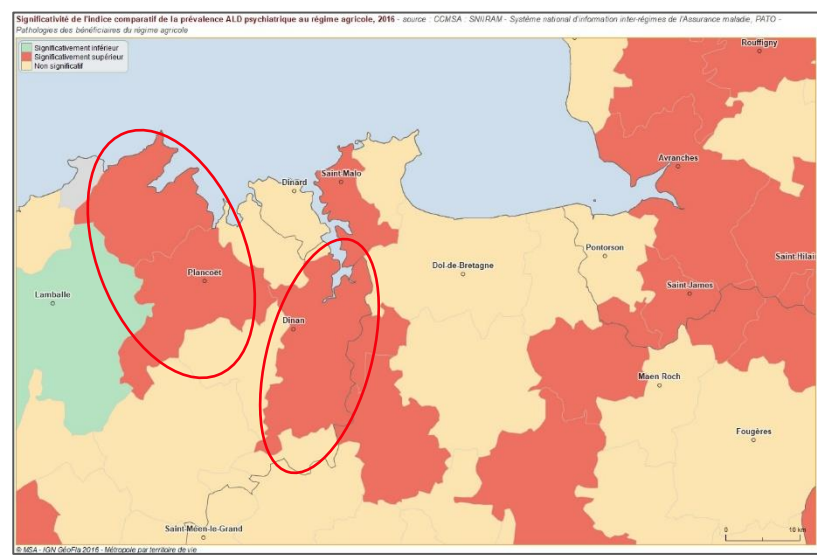 Significativité de l'indice comparatif de la prévalence ALD psychiatrique au régime agricole, 2016 - source : CCMSA : SNIIRAM - Système national d'information inter-régimes de l'Assurance maladie, PATO -
Pathologies des bénéficiaires du régime agricole
Significativement inférieur
Significativement supérieur
Non significatif
Rouffigny
Avranches
Saint Malo
Dinard
Pontorson
Saint Hilai
Dol-de-Bretagne
Plancoët
Saint James
Lamballe
Dinan
Maen Roch
Fougères
Saint-Méen-le-Grand
0 10 km
© MSA - IGN GéoFla 2016 - Métropole par territoire de vie